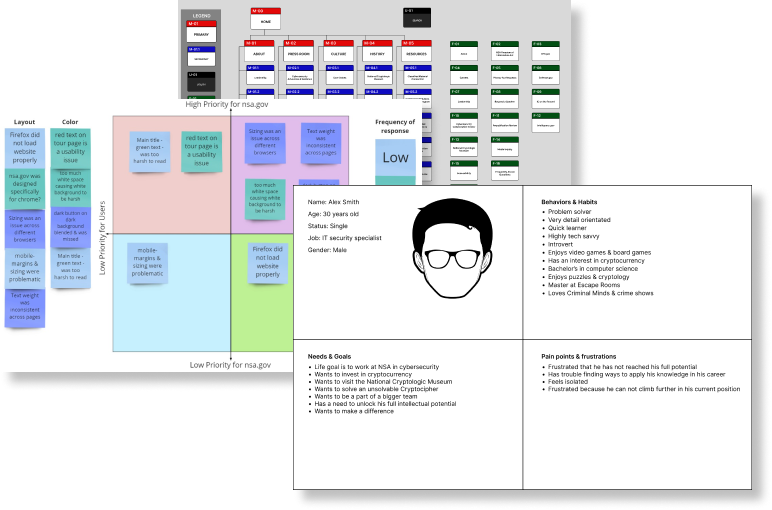 LEGEND
M-01
PRIMARY
M-00
HOME
M-01
ABOUT
M-02
PRESS ROOM
M-03
CULTURE
M-04
HISTORY
M-05
RESOURCES
High Priority for nsa.gov
Low Priority for Users
Low Priority for nsa.gov
Layout
Firefox did
not load
website
properly
nsa.gov was
designed
specifically
for chrome?
Sizing was an
issue across
different
browsers
mobile-
margins &
sizing were
problematic
Text weight
was
inconsistent
across pages
Color
red text on
tour page is
a usability
issue
too much
white space
causing white
background to
be harsh
dark button on
dark
background
blended & was
missed
Main title -
green text -
was too
harsh to read
Main title -
green text -
was too
harsh to read
red text on
tour page is a
usability
issue
Sizing was an
issue across
different
browsers
Text weight
was
inconsistent
across pages
too much
white space
causing white
background to
be harsh
mobile-
margins &
sizing were
problematic
Firefox did
not load
website
properly
Frequency of
response
Low
Name: Alex Smith
Age: 30 years old
Status: Single
Job: IT security specialist
Gender: Male
Behaviors & Habits
• Problem solver
• Very detail orientated
• Quick learner
• Highly tech savvy
• Introvert
• Enjoys video games & board games
• Has an interest in cryptocurrency
• Bachelor's in computer science
• Enjoys puzzles & cryptology
• Master at Escape Rooms
• Loves Criminal Minds & crime shows
Needs & Goals
• Life goal is to work at NSA in cybersecurity
• Wants to invest in cryptocurrency
• Wants to visit the National Cryptologic Museum
• Wants to solve an unsolvable Cryptocipher
• Wants to be a part of a bigger team
• Has a need to unlock his full intellectual potential
• Wants to make a difference
Pain points & frustrations
• Frustrated that he has not reached his full potential
• Has trouble finding ways to apply his knowledge in his career
• Feels isolated
• Frustrated because he can not climb further in his current position